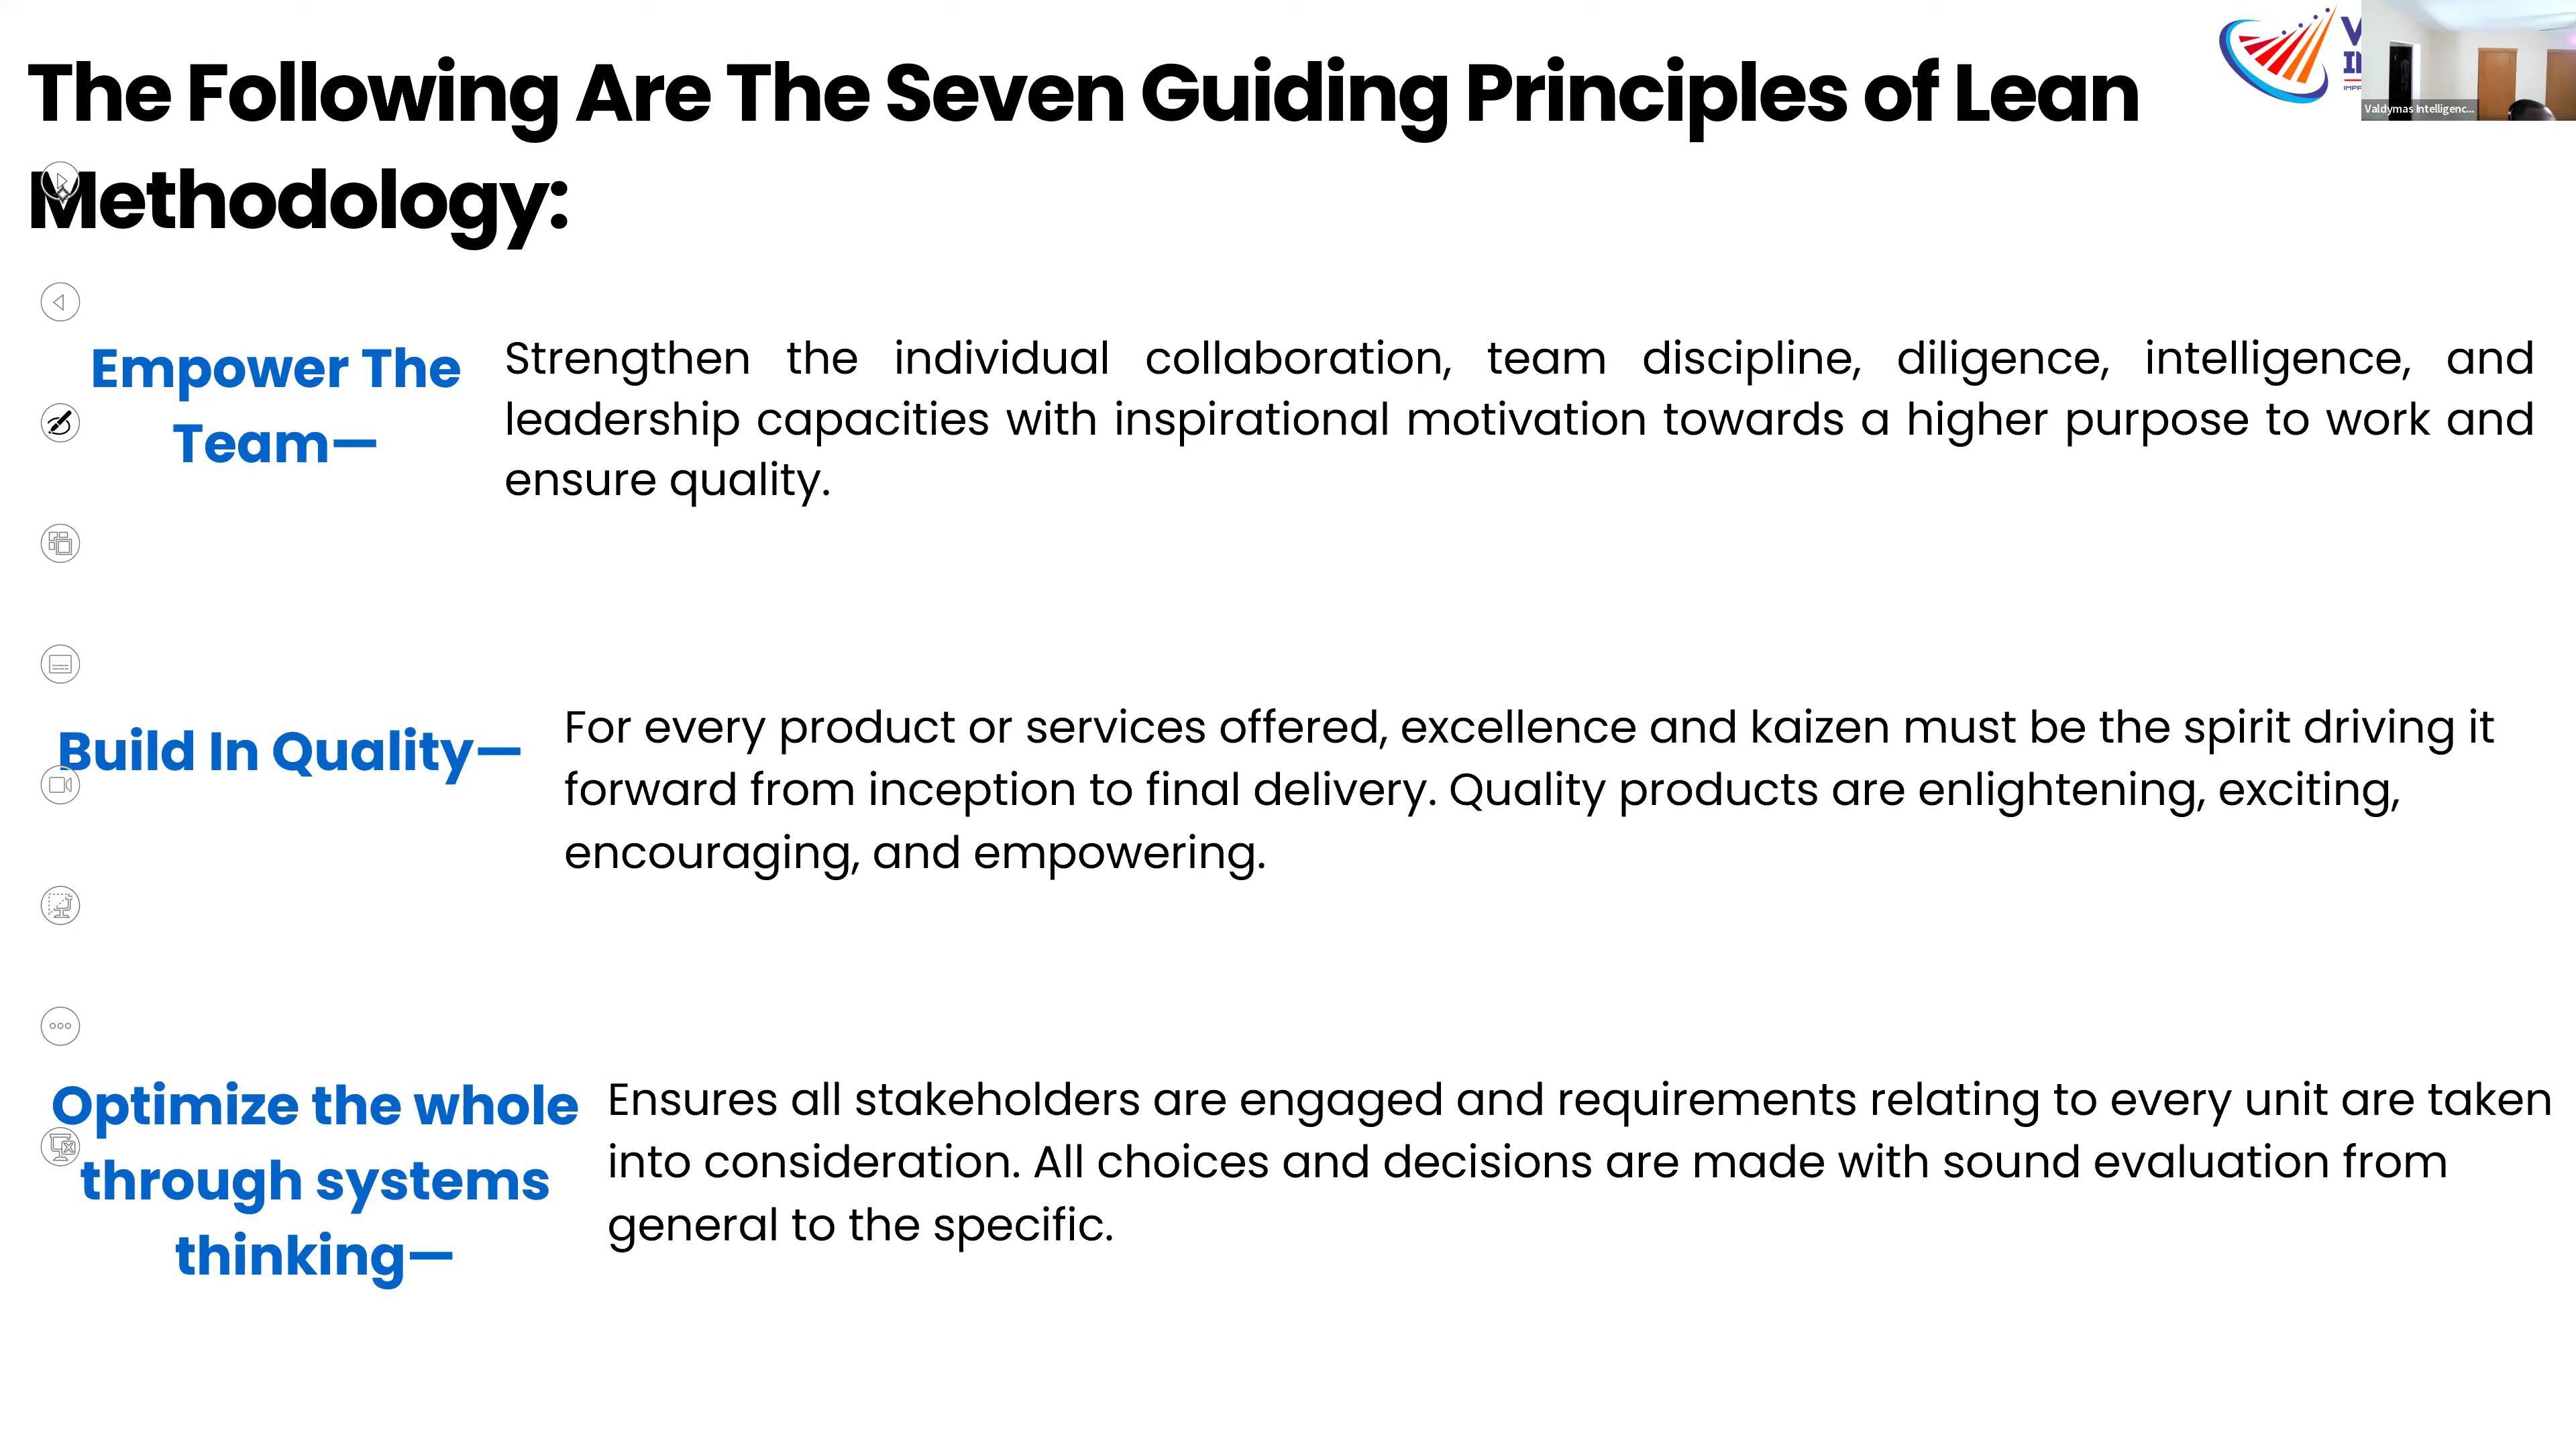 The Following Are The Seven Guiding Principles of Lean
Methodology:
Valdymas Intelligenc...
Empower The
Team—
Strengthen the individual collaboration, team discipline, diligence, intelligence, and
leadership capacities with inspirational motivation towards a higher purpose to work and
ensure quality.
Build In Quality—
For every product or services offered, excellence and kaizen must be the spirit driving it
forward from inception to final delivery. Quality products are enlightening, exciting,
encouraging, and empowering.
Optimize the whole
through systems
thinking—
Ensures all stakeholders are engaged and requirements relating to every unit are taken
into consideration. All choices and decisions are made with sound evaluation from
general to the specific.